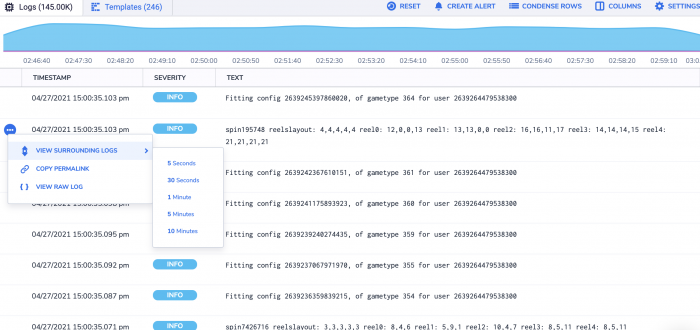 Logs (145.00K)
Templates (246)
RESET
CREATE ALERT
CONDENSE ROWS
COLUMNS
SETTINGS
02:46:40 02:47:30 02:48:20 02:49:10 02:50:00 02:50:50 02:51:40 02:52:30 02:53:20 02:54:10 02:55:00 02:55:50 02:56:40 02:57:30 02:58:20 02:59:10 03:0
TIMESTAMP SEVERITY TEXT
04/27/2021 15:00:35.103 pm INFO Fitting config 2639245397860020, of gametype 364 for user 2639264479538300
04/27/2021 15:00:35.103 pm INFO spin195748 reelslayout: 4,4,4,4,4 reel0: 12,0,0,13 reel1: 13,13,0,0 reel2: 16,16,11,17 reel3: 14,14,14,15 reel4:
21,21,21,21
VIEW SURROUNDING LOGS
COPY PERMALINK
VIEW RAW LOG
5 Seconds
30 Seconds
1 Minute
5 Minutes
10 Minutes
2639242367610151, of gametype 361 for user 2639264479538300
2639241175893923, of gametype 360 for user 2639264479538300
04/27/2021 15:00:35.095 pm 2639239240274435, of gametype 359 for user 2639264479538300
04/27/2021 15:00:35.092 pm INFO Fitting config 2639237067971970, of gametype 355 for user 2639264479538300
04/27/2021 15:00:35.087 pm INFO Fitting config 2639236359839215, of gametype 354 for user 2639264479538300
04/27/2021 15:00:35.071 pm INFO spin7426716 reelslayout: 3,3,3,3,3 reel0: 8,4,6 reel1: 5,9,1 reel2: 10,4,7 reel3: 8,5,11 reel4: 8,5,11